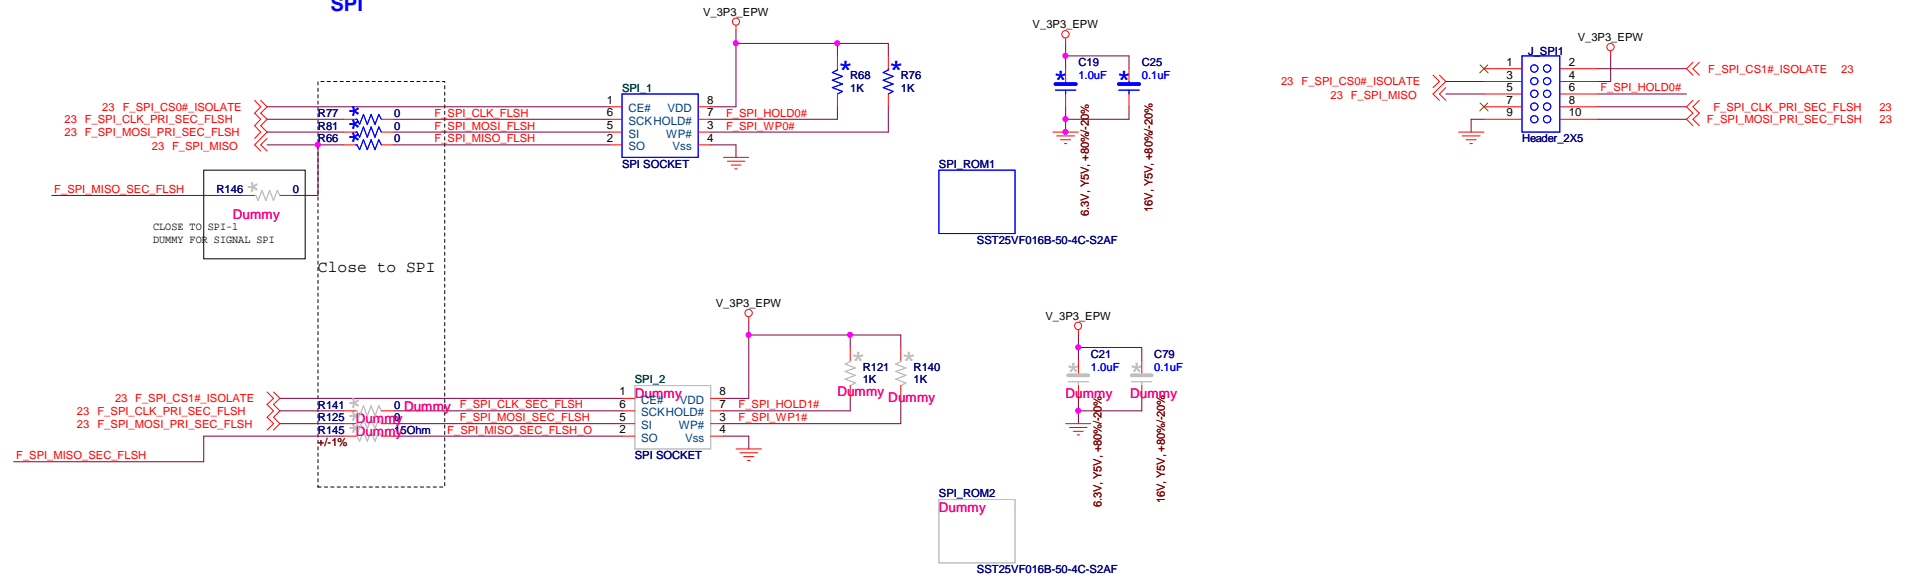 SPI
V_3P3_EPW
R68
1K
R76
1K
SPI_1
23 F_SPI_CS0#_ISOLATE
23 F_SPI_CLK_PRI_SEC_FLSH
23 F_SPI_MOSI_PRI_SEC_FLSH
23 F_SPI_MISO
R77 0 F_SPI_CLK_FLSH
R81 0 F_SPI_MOSI_FLSH
R66 0 F_SPI_MISO_FLSH
1 CE# VDD 8
6 SCK HOLD# 7 F_SPI_HOLD0#
5 SI WP# 3 F_SPI_WP0#
2 SO Vss 4
SPI SOCKET
F_SPI_MISO_SEC_FLSH
R146 0
Dummy
CLOSE TO SPI-1
DUMMY FOR SIGNAL SPI
Close to SPI
V_3P3_EPW
C19
1.0uF
C25
0.1uF
6.3V, Y5V, +80%/-20%
16V, Y5V, +80%/-20%
SPI_ROM1
SST25VF016B-50-4C-S2AF
J_SPI1
V_3P3_EPW
1 2 F_SPI_CS1#_ISOLATE 23
23 F_SPI_CS0#_ISOLATE 3 4
23 F_SPI_MISO 5 6 F_SPI_HOLD0#
7 8 F_SPI_CLK_PRI_SEC_FLSH 23
9 10 F_SPI_MOSI_PRI_SEC_FLSH 23
Header_2X5
V_3P3_EPW
R121
1K
Dummy
R140
1K
Dummy
SPI_2
Dummy
23 F_SPI_CS1#_ISOLATE
23 F_SPI_CLK_PRI_SEC_FLSH
23 F_SPI_MOSI_PRI_SEC_FLSH
R141 0 Dummy F_SPI_CLK_SEC_FLSH
R125 Dummy 0 F_SPI_MOSI_SEC_FLSH
R145 Dummy 15Ohm F_SPI_MISO_SEC_FLSH_O
+/-1%
1 CE# VDD 8
6 SCK HOLD# 7 F_SPI_HOLD1#
5 SI WP# 3 F_SPI_WP1#
2 SO Vss 4
SPI SOCKET
F_SPI_MISO_SEC_FLSH
V_3P3_EPW
C21
1.0uF
Dummy
C79
0.1uF
Dummy
6.3V, Y5V, +80%/-20%
16V, Y5V, +80%/-20%
SPI_ROM2
Dummy
SST25VF016B-50-4C-S2AF